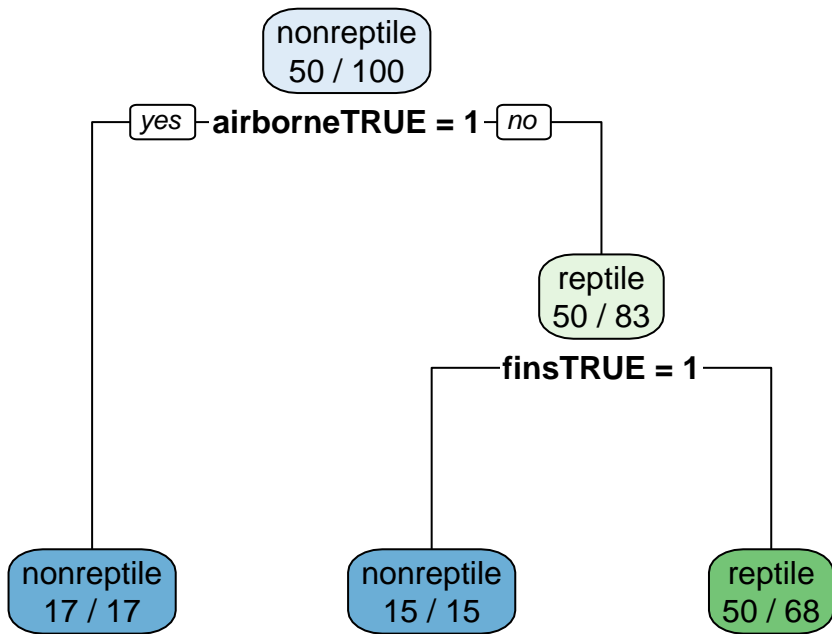 nonreptile
50 / 100
yes airborneTRUE = 1 no
reptile
50 / 83
finsTRUE = 1
nonreptile
17 / 17
nonreptile
15 / 15
reptile
50 / 68